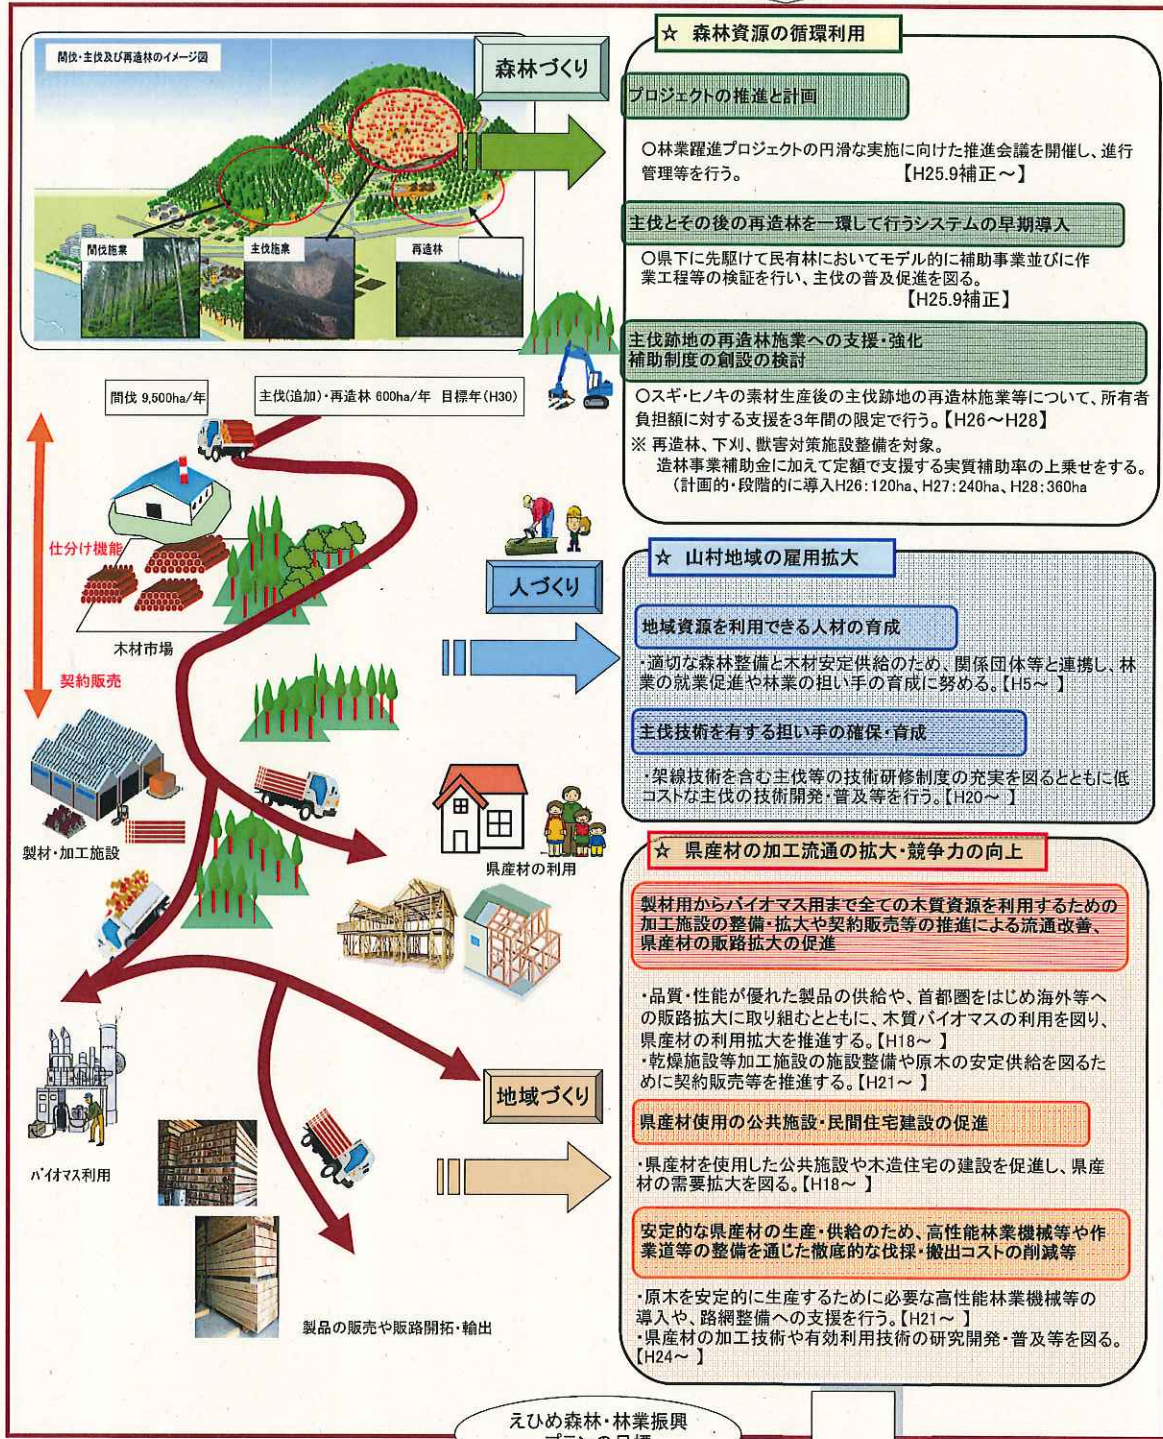 間伐・主伐及び再造林のイメージ図
間伐施業
主伐施業
再造林
森林づくり
☆ 森林資源の循環利用
プロジェクトの推進と計画
○林業躍進プロジェクトの円滑な実施に向けた推進会議を開催し、進行
管理等を行う。 【H25.9補正～】
主伐とその後の再造林を一環して行うシステムの早期導入
○県下に先駆けて民有林においてモデル的に補助事業並びに作
業工程等の検証を行い、主伐の普及促進を図る。
【H25.9補正】
主伐跡地の再造林施業への支援・強化
補助制度の創設の検討
○スギ・ヒノキの素材生産後の主伐跡地の再造林施業等について、所有者
負担額に対する支援を3年間の限定で行う。【H26～H28】
※ 再造林、下刈、獣害対策施設整備を対象。
造林事業補助金に加えて定額で支援する実質補助率の上乗せをする。
(計画的・段階的に導入H26:120ha、H27:240ha、H28:360ha
間伐 9,500ha/年
主伐(追加)・再造林 600ha/年 目標年(H30)
仕分け機能
木材市場
契約販売
製材・加工施設
県産材の利用
バイオマス利用
製品の販売や販路開拓・輸出
人づくり
☆ 山村地域の雇用拡大
地域資源を利用できる人材の育成
・適切な森林整備と木材安定供給のため、関係団体等と連携し、林
業の就業促進や林業の担い手の育成に努める。【H5～ 】
主伐技術を有する担い手の確保・育成
・架線技術を含む主伐等の技術研修制度の充実を図るとともに低
コストな主伐の技術開発・普及等を行う。【H20～ 】
地域づくり
☆ 県産材の加工流通の拡大・競争力の向上
製材用からバイオマス用まで全ての木質資源を利用するための
加工施設の整備・拡大や契約販売等の推進による流通改善、
県産材の販路拡大の促進
・品質・性能が優れた製品の供給や、首都圏をはじめ海外等へ
の販路拡大に取り組むとともに、木質バイオマスの利用を図り、
県産材の利用拡大を推進する。【H18～ 】
・乾燥施設等加工施設の施設整備や原木の安定供給を図るた
めに契約販売等を推進する。【H21～ 】
県産材使用の公共施設・民間住宅建設の促進
・県産材を使用した公共施設や木造住宅の建設を促進し、県産
材の需要拡大を図る。【H18～ 】
安定的な県産材の生産・供給のため、高性能林業機械等や作
業道等の整備を通じた徹底的な伐採・搬出コストの削減等
・原木を安定的に生産するために必要な高性能林業機械等の
導入や、路網整備への支援を行う。【H21～ 】
・県産材の加工技術や有効利用技術の研究開発・普及等を図る。
【H24～ 】
えひめ森林・林業振興
プランの目標